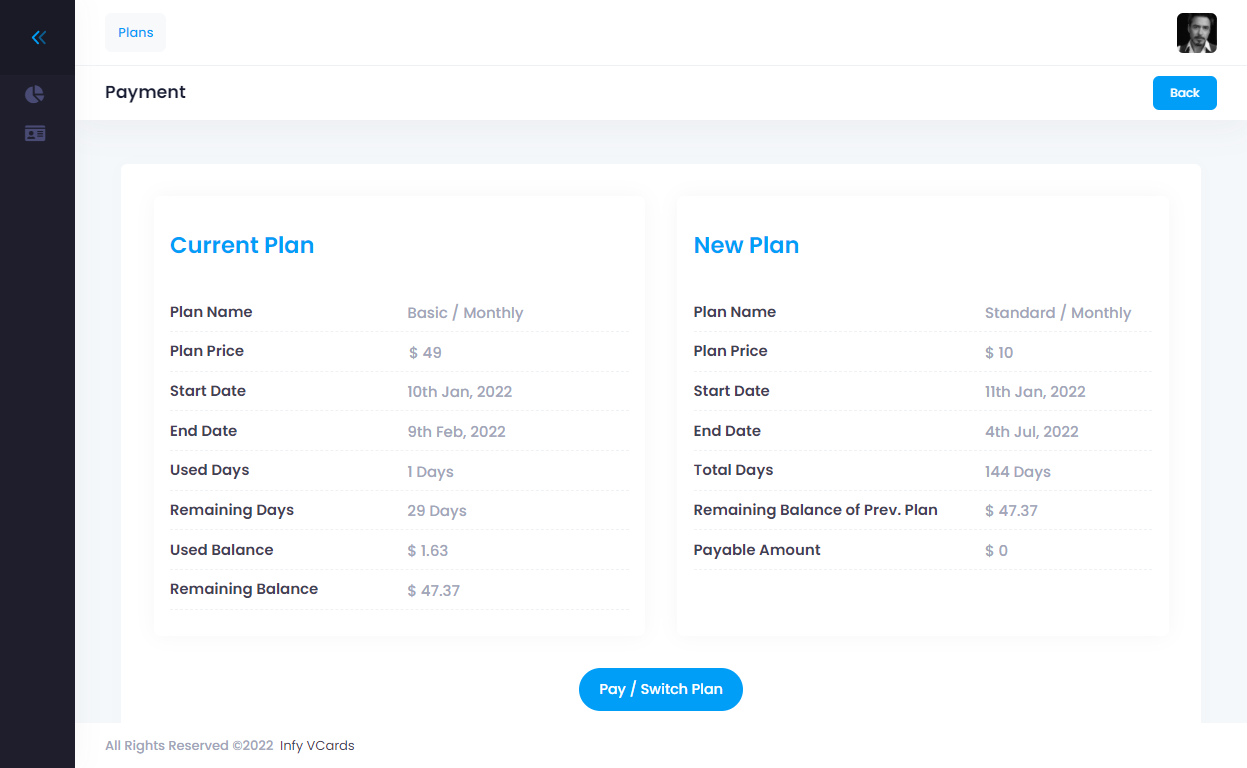 Plans
Payment
Back
Current Plan
Plan Name Basic / Monthly
Plan Price $ 49
Start Date 10th Jan, 2022
End Date 9th Feb, 2022
Used Days 1 Days
Remaining Days 29 Days
Used Balance $ 1.63
Remaining Balance $ 47.37
New Plan
Plan Name Standard / Monthly
Plan Price $ 10
Start Date 11th Jan, 2022
End Date 4th Jul, 2022
Total Days 144 Days
Remaining Balance of Prev. Plan $ 47.37
Payable Amount $ 0
Pay / Switch Plan
All Rights Reserved ©2022 Infy VCards